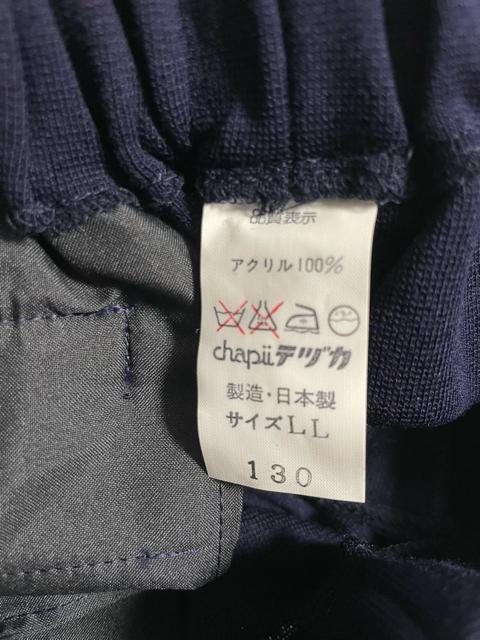 品質表示
アクリル100%
chapiiテヅカ
製造・日本製
サイズLL
130